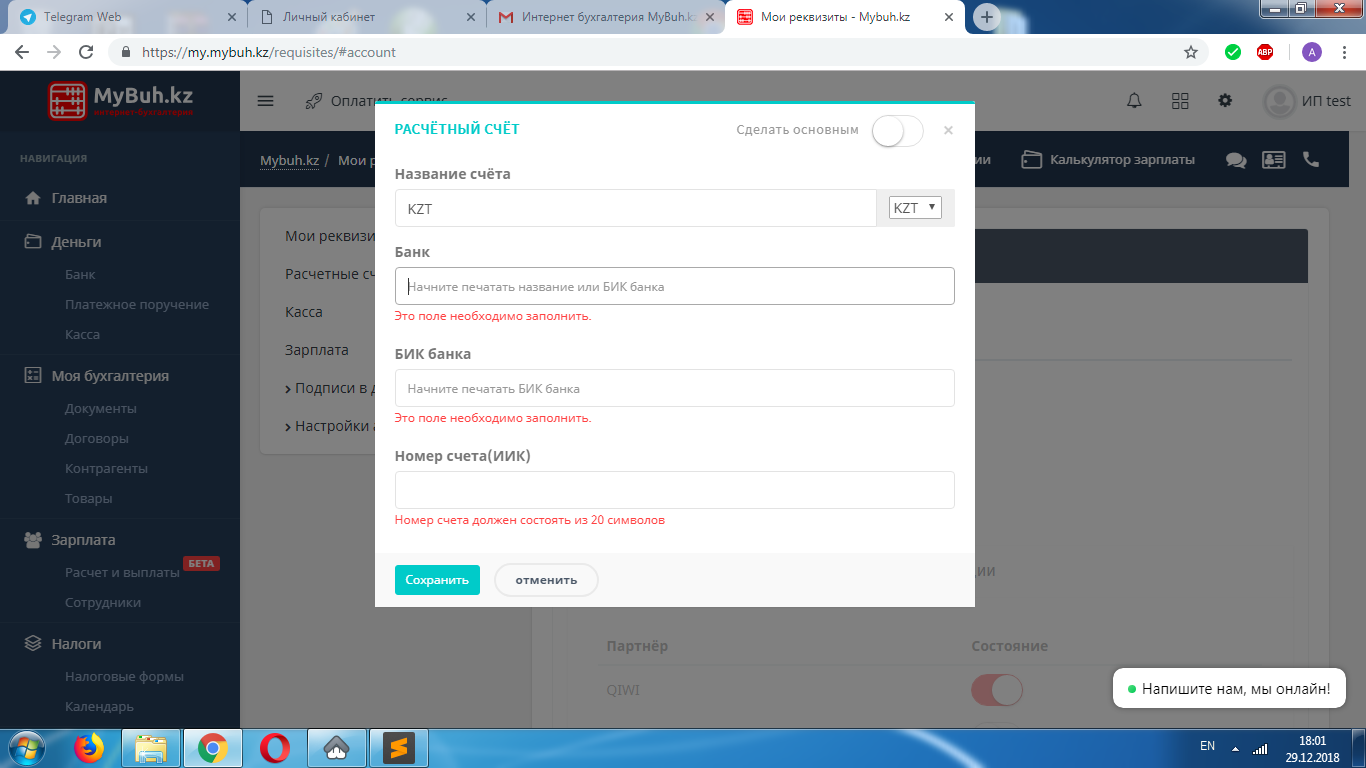 Telegram Web
Личный кабинет
Интернет бухгалтерия MyBuh.kz
Мои реквизиты - Mybuh.kz
https://my.mybuh.kz/requisites/#account
ABP
A
MyBuh.kz
интернет-бухгалтерия
Оплатить сервис
ИП test
НАВИГАЦИЯ
Главная
Деньги
Банк
Платежное поручение
Касса
Моя бухгалтерия
Документы
Договоры
Контрагенты
Товары
Зарплата
Расчет и выплаты БЕТА
Сотрудники
Налоги
Налоговые формы
Календарь
Mybuh.kz / Мои р
ии
Калькулятор зарплаты
Мои реквизи
Расчетные сч
Касса
Зарплата
Подписи в д
Настройки
РАСЧЁТНЫЙ СЧЁТ
Сделать основным
×
Название счёта
KZT
KZT
Банк
Начните печатать название или БИК банка
Это поле необходимо заполнить.
БИК банка
Начните печатать БИК банка
Это поле необходимо заполнить.
Номер счета(ИИК)
Номер счета должен состоять из 20 символов
Сохранить
отменить
ции
Партнёр
Состояние
QIWI
Напишите нам, мы онлайн!
EN
18:01
29.12.2018